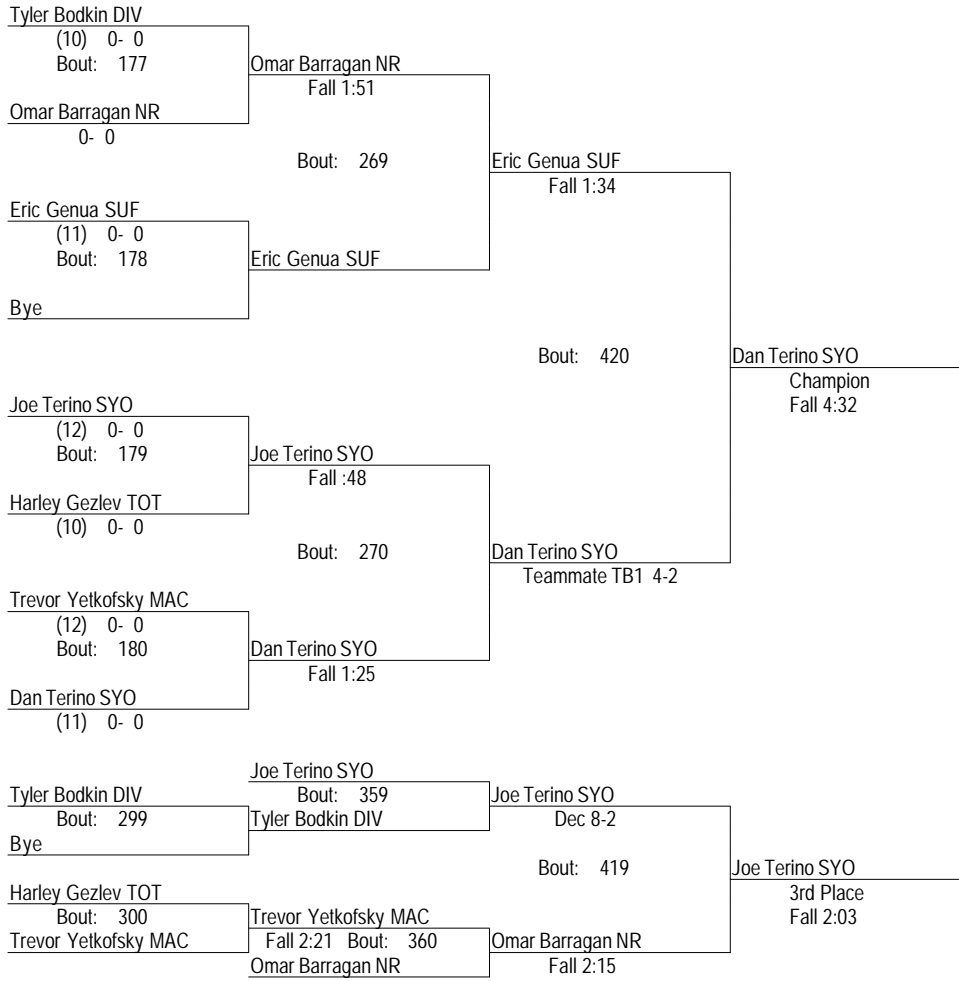 Tyler Bodkin DIV
(10) 0- 0
Bout: 177
Omar Barragan NR
Fall 1:51
Omar Barragan NR
0- 0
Bout: 269
Eric Genua SUF
Fall 1:34
Eric Genua SUF
(11) 0- 0
Bout: 178
Eric Genua SUF
Bye
Bout: 420
Dan Terino SYO
Champion
Fall 4:32
Joe Terino SYO
(12) 0- 0
Bout: 179
Joe Terino SYO
Fall :48
Harley Gezlev TOT
(10) 0- 0
Bout: 270
Dan Terino SYO
Teammate TB1 4-2
Trevor Yetkofsky MAC
(12) 0- 0
Bout: 180
Dan Terino SYO
Fall 1:25
Dan Terino SYO
(11) 0- 0
Joe Terino SYO
Tyler Bodkin DIV
Bout: 359
Joe Terino SYO
Bout: 299
Tyler Bodkin DIV
Dec 8-2
Bye
Bout: 419
Joe Terino SYO
3rd Place
Fall 2:03
Harley Gezlev TOT
Bout: 300
Trevor Yetkofsky MAC
Trevor Yetkofsky MAC
Fall 2:21 Bout: 360
Omar Barragan NR
Omar Barragan NR
Fall 2:15